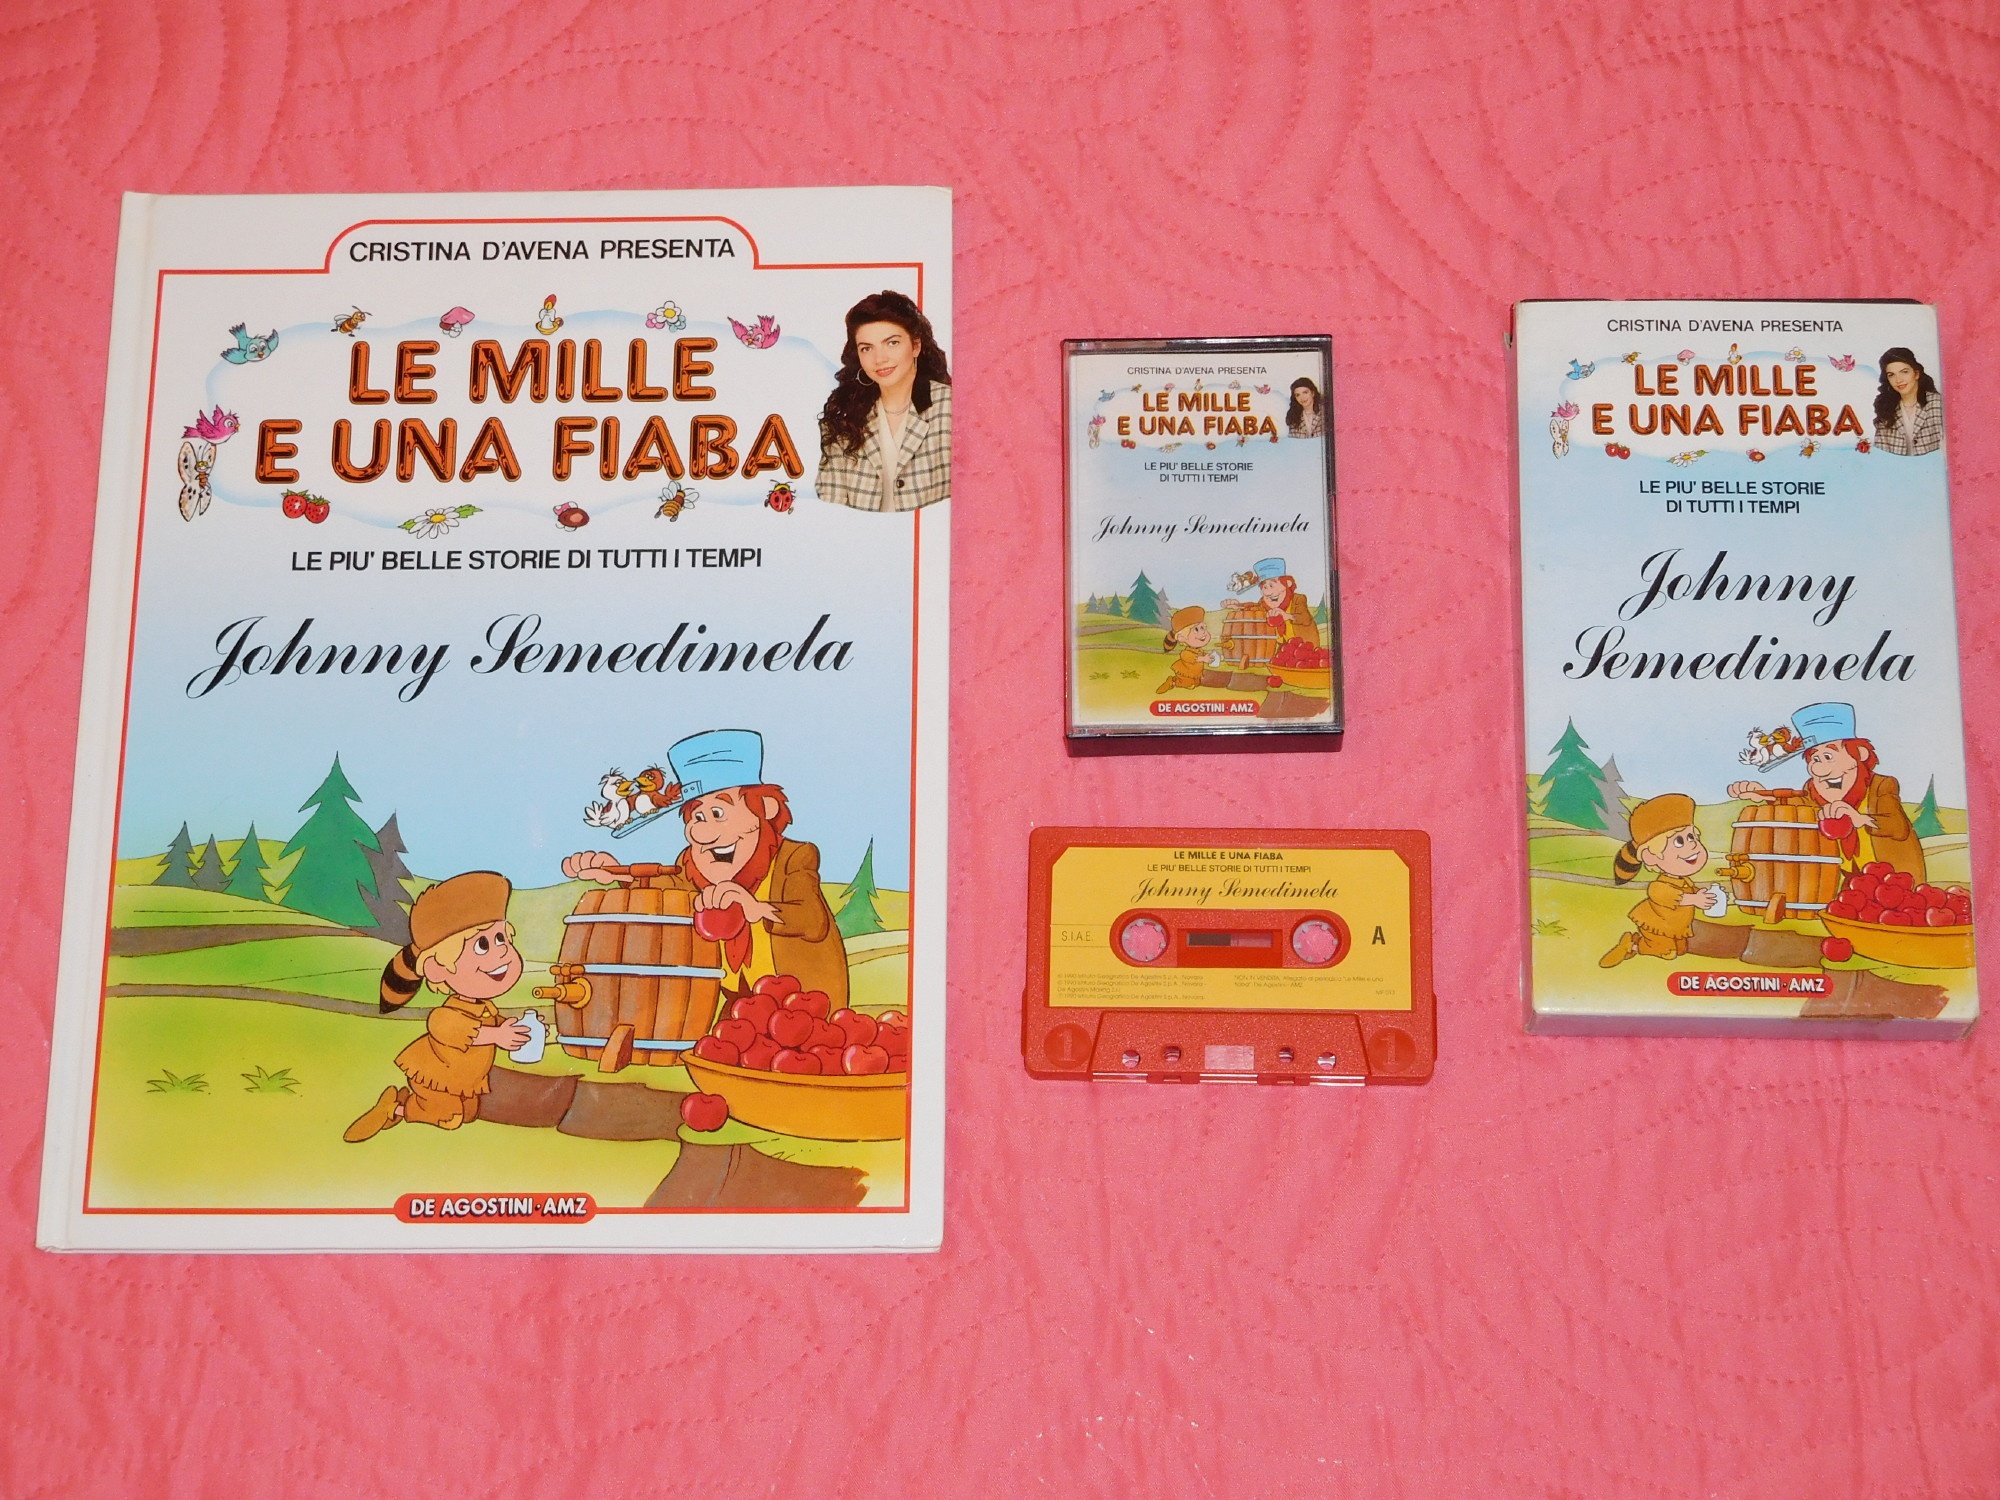 CRISTINA D'AVENA PRESENTA
LE MILLE
E UNA FIABA
LE PIU' BELLE STORIE DI TUTTI I TEMPI
Johnny Semedimela
DE AGOSTINI·AMZ
CRISTINA D'AVENA PRESENTA
LE MILLE
E UNA FIABA
LE PIU' BELLE STORIE
DI TUTTI I TEMPI
Johnny Semedimela
DE AGOSTINI·AMZ
LE MILLE E UNA FIABA
LE PIU' BELLE STORIE DI TUTTI I TEMPI
Johnny Semedimela
S.I.A.E.
A
1
1
CRISTINA D'AVENA PRESENTA
LE MILLE
E UNA FIABA
LE PIU' BELLE STORIE
DI TUTTI I TEMPI
Johnny
Semedimela
DE AGOSTINI·AMZ